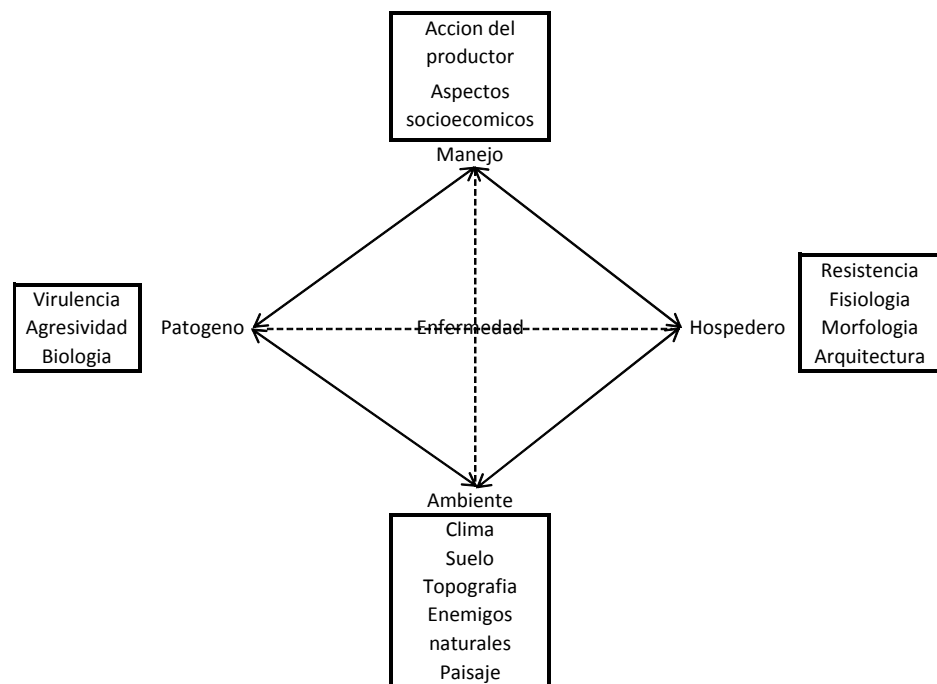 Accion del
productor
Aspectos
socioecomicos
Manejo
Virulencia
Agresividad
Biologia
Patogeno
Enfermedad
Hospedero
Resistencia
Fisiologia
Morfologia
Arquitectura
Ambiente
Clima
Suelo
Topografia
Enemigos
naturales
Paisaje